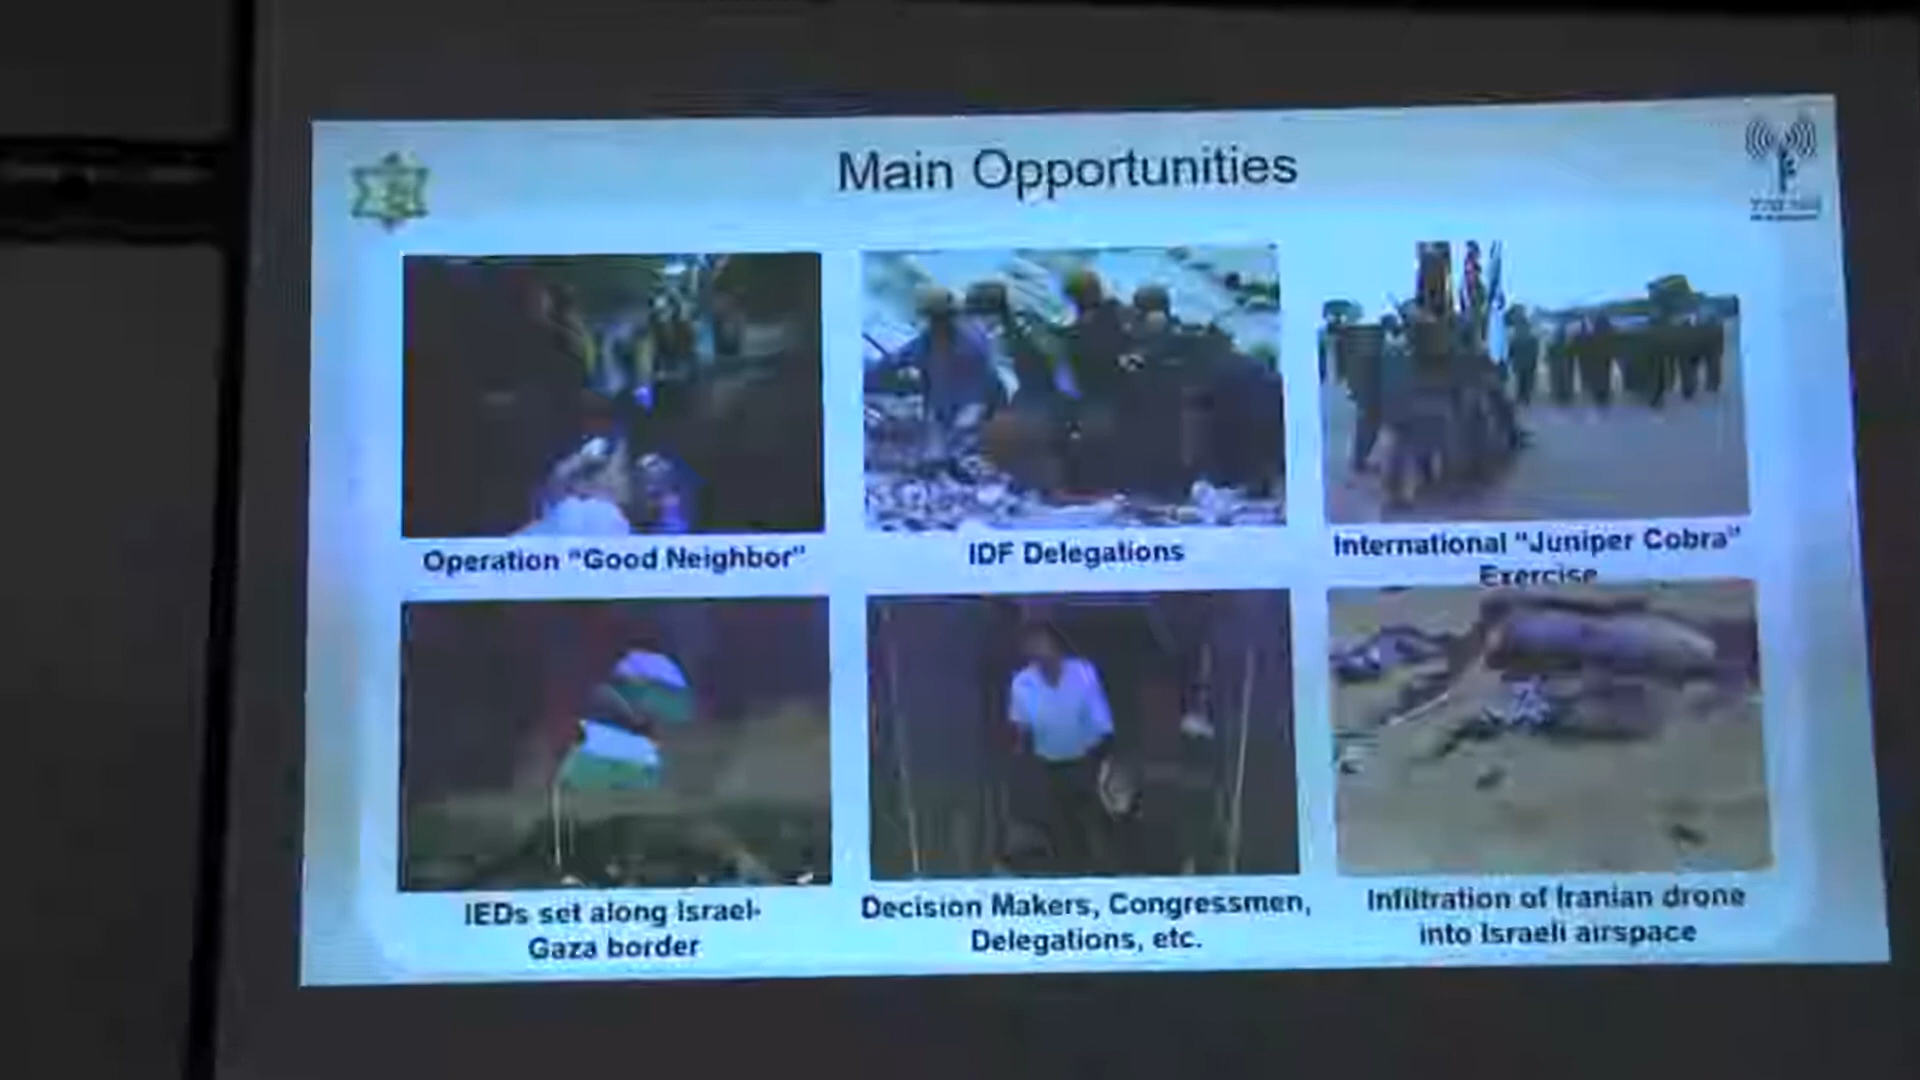 Main Opportunities
Operation "Good Neighbor"
IDF Delegations
International "Juniper Cobra"
Exercise
IEDs set along Israel-
Gaza border
Decision Makers, Congressmen,
Delegations, etc.
Infiltration of Iranian drone
into Israeli airspace